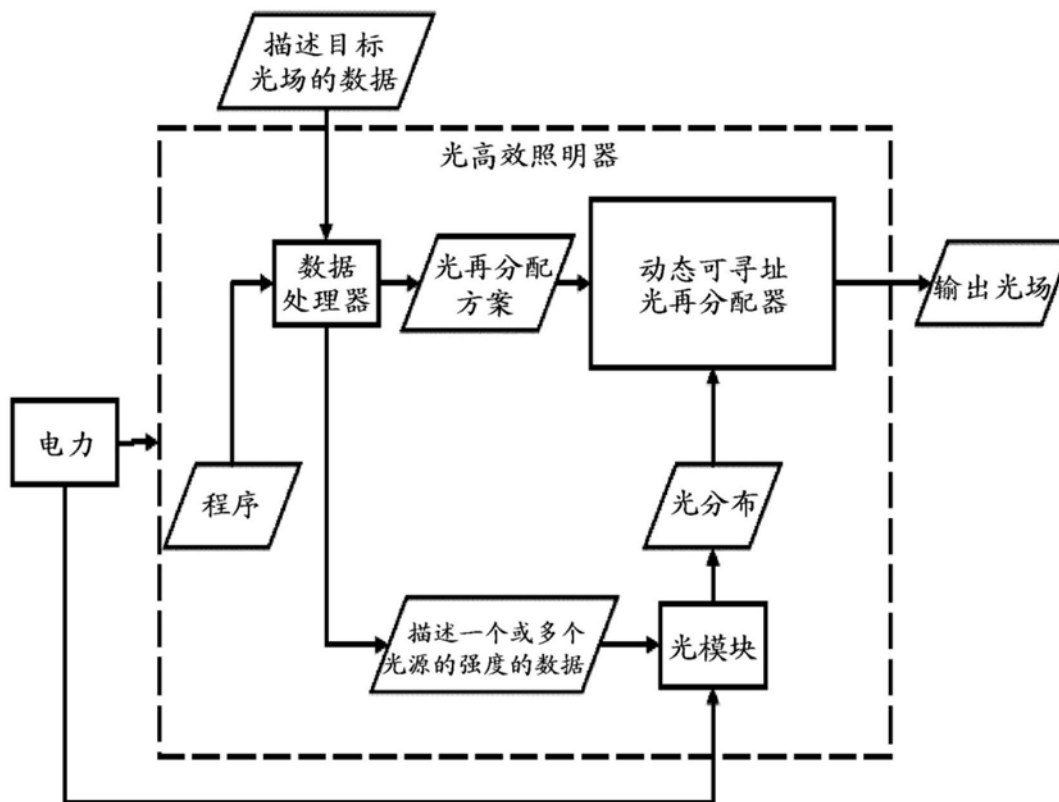 描述目标
光场的数据
光高效照明器
数据
处理器
光再分配
方案
动态可寻址
光再分配器
输出光场
电力
程序
光分布
描述一个或多个
光源的强度的数据
光模块